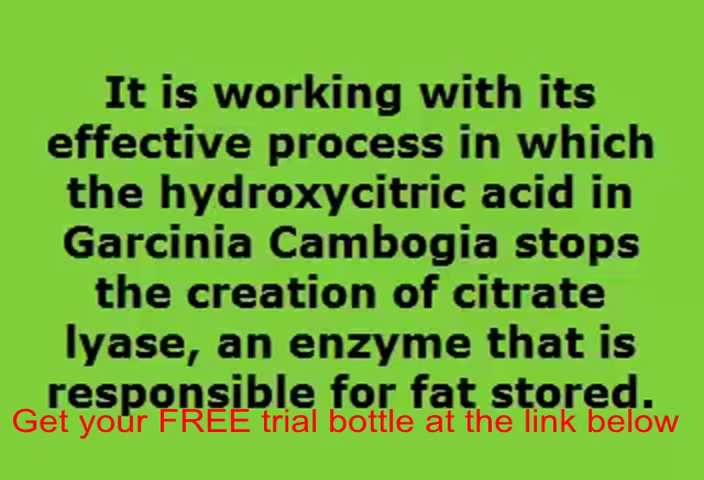 It is working with its
effective process in which
the hydroxycitric acid in
Garcinia Cambogia stops
the creation of citrate
lyase, an enzyme that is
responsible for fat stored.
Get your FREE trial bottle at the link below